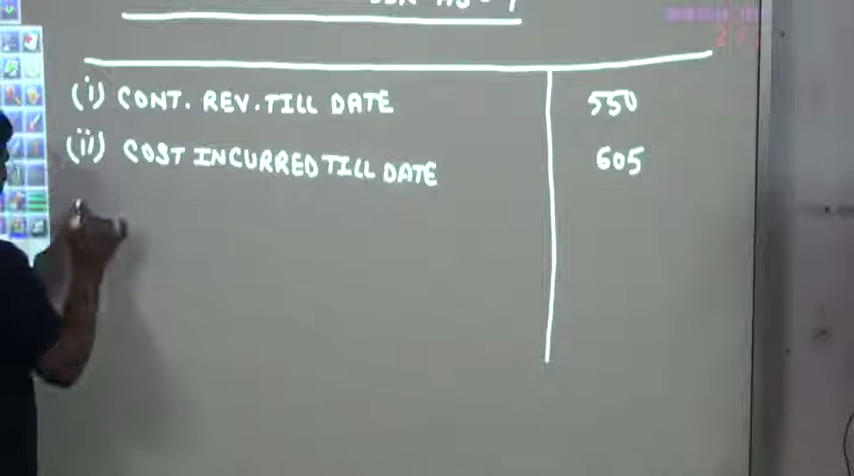 (i) CONT. REV. TILL DATE 550
(ii) COST INCURRED TILL DATE 605